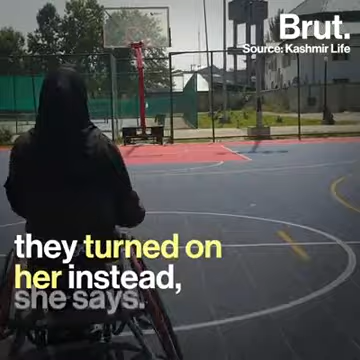 Brut.
Source: Kashmir Life
they turned on
her instead,
she says.